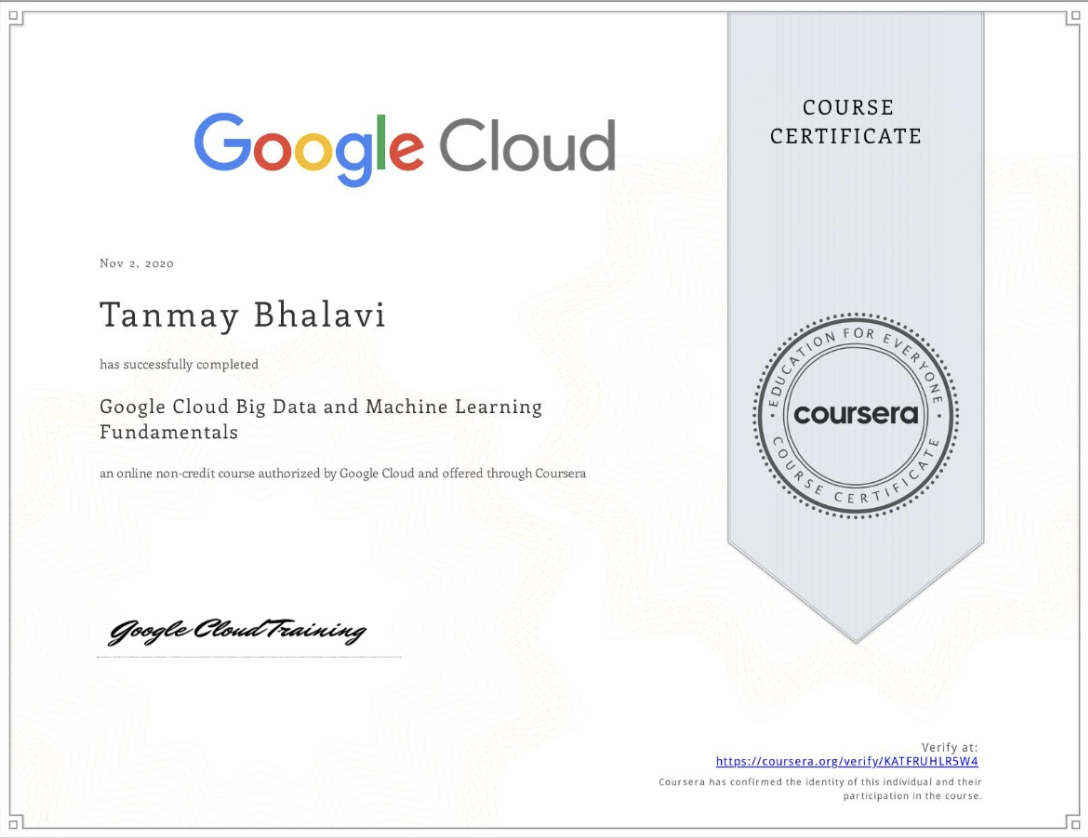 COURSE
CERTIFICATE
Google Cloud
Nov 2, 2020
Tanmay Bhalavi
has successfully completed
Google Cloud Big Data and Machine Learning
Fundamentals
an online non-credit course authorized by Google Cloud and offered through Coursera
EDUCATION FOR EVERYONE
coursera
COURSE CERTIFICATE
Google Cloud Training
Verify at:
https://coursera.org/verify/KATFRUHLR5W4
Coursera has confirmed the identity of this individual and their
participation in the course.